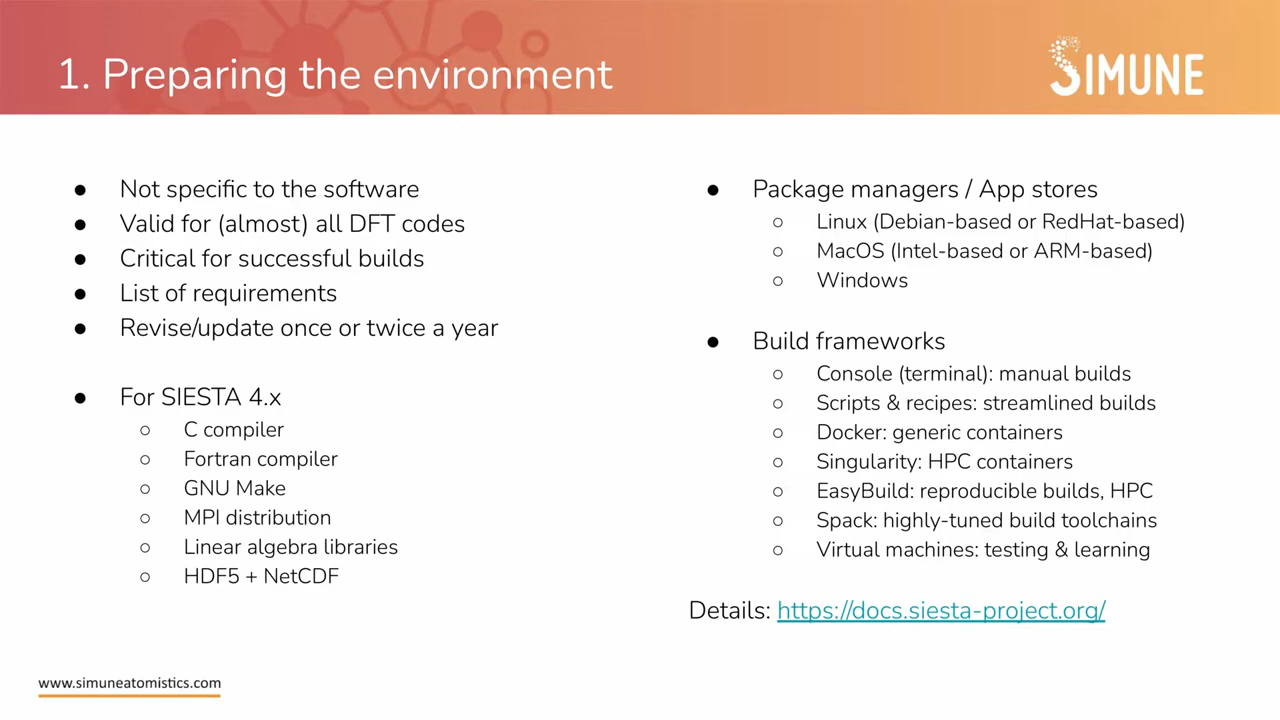 1. Preparing the environment
SIMUNE
● Not specific to the software
● Valid for (almost) all DFT codes
● Critical for successful builds
● List of requirements
● Revise/update once or twice a year
● For SIESTA 4.x
○ C compiler
○ Fortran compiler
○ GNU Make
○ MPI distribution
○ Linear algebra libraries
○ HDF5 + NetCDF
● Package managers / App stores
○ Linux (Debian-based or RedHat-based)
○ MacOS (Intel-based or ARM-based)
○ Windows
● Build frameworks
○ Console (terminal): manual builds
○ Scripts & recipes: streamlined builds
○ Docker: generic containers
○ Singularity: HPC containers
○ EasyBuild: reproducible builds, HPC
○ Spack: highly-tuned build toolchains
○ Virtual machines: testing & learning
Details: https://docs.siesta-project.org/
www.simuneatomistics.com